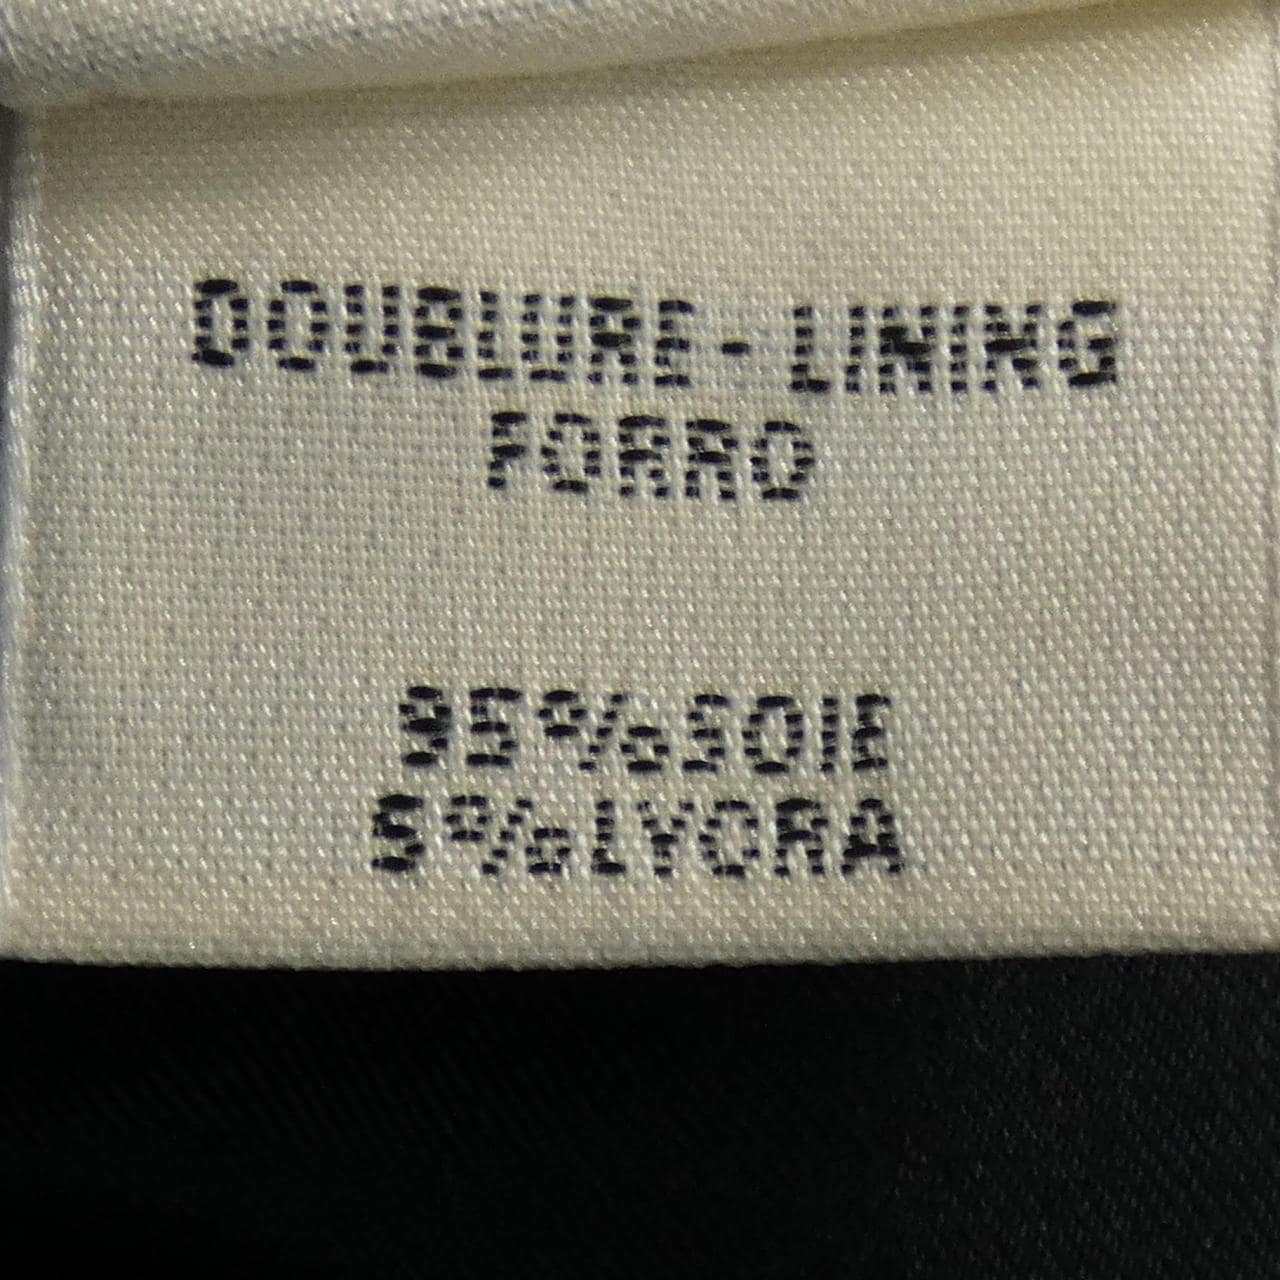 DOUBLURE - LINING
FORRO
95% SOIE
5% LYCRA